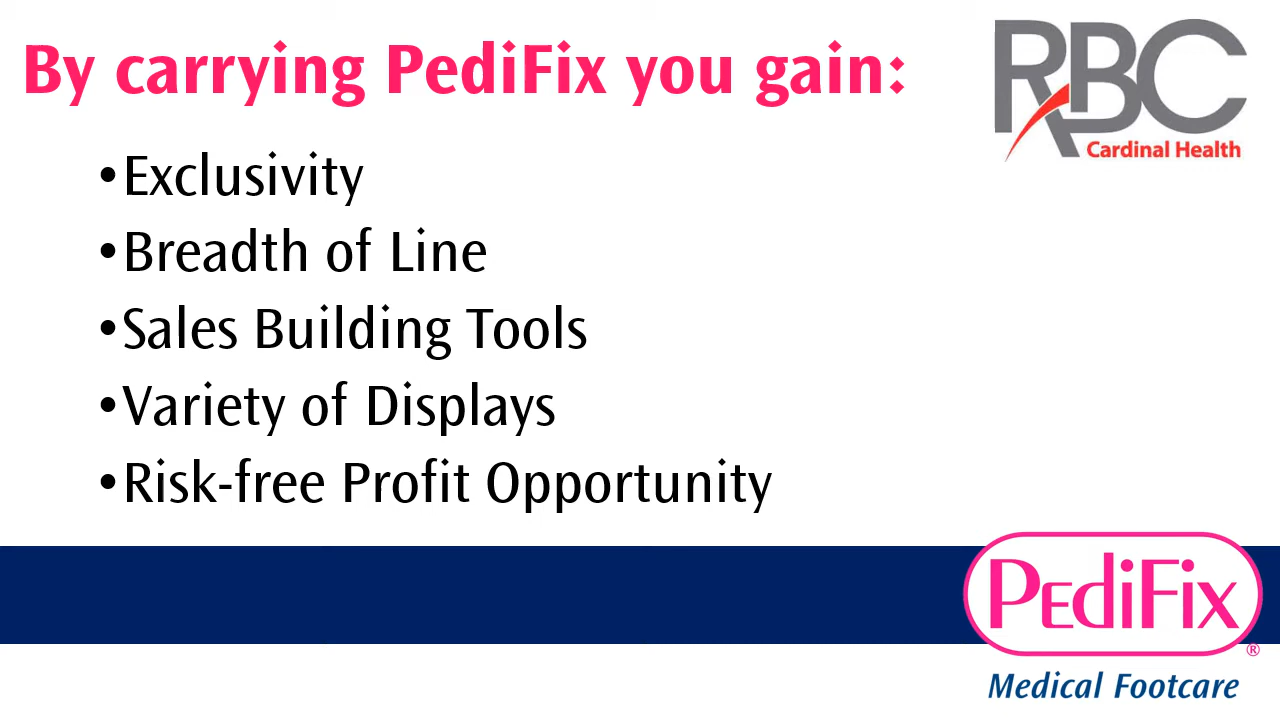 By carrying PediFix you gain:
RBC
Cardinal Health
•Exclusivity
•Breadth of Line
•Sales Building Tools
•Variety of Displays
•Risk-free Profit Opportunity
PediFix
®
Medical Footcare